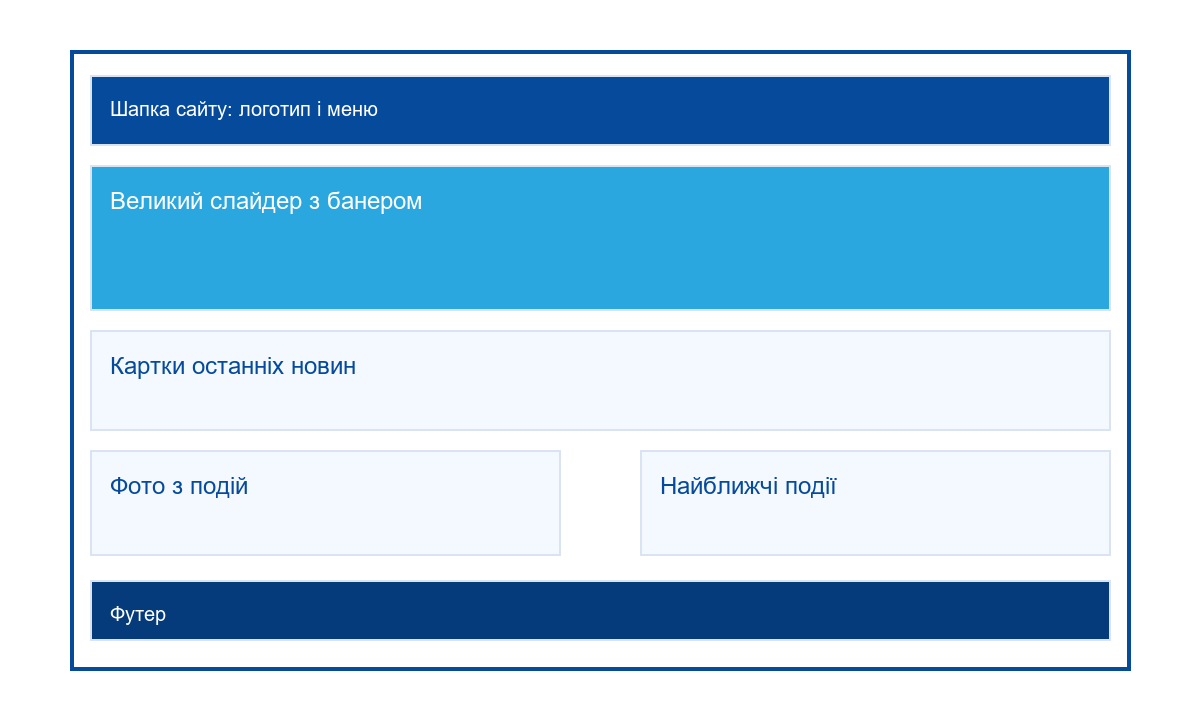 Шапка сайту: логотип і меню
Великий слайдер з банером
Картки останніх новин
Фото з подій
Найближчі події
Футер